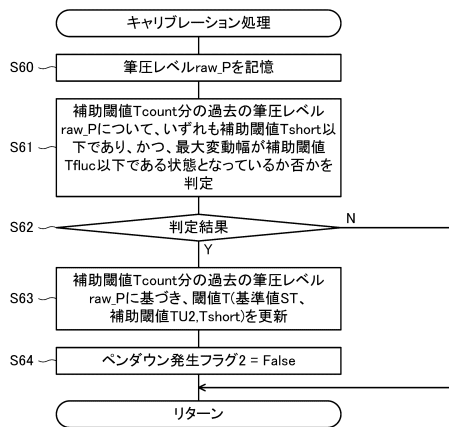 キャリブレーション処理
S60
筆圧レベルraw_Pを記憶
S61
補助閾値Tcount分の過去の筆圧レベル
raw_Pについて、いずれも補助閾値Tshort以
下であり、かつ、最大変動幅が補助閾値
Tfluc以下である状態となっているか否かを
判定
S62
判定結果
N
Y
S63
補助閾値Tcount分の過去の筆圧レベル
raw_Pに基づき、閾値T(基準値ST、
補助閾値TU2,Tshort)を更新
S64
ペンダウン発生フラグ2 = False
リターン